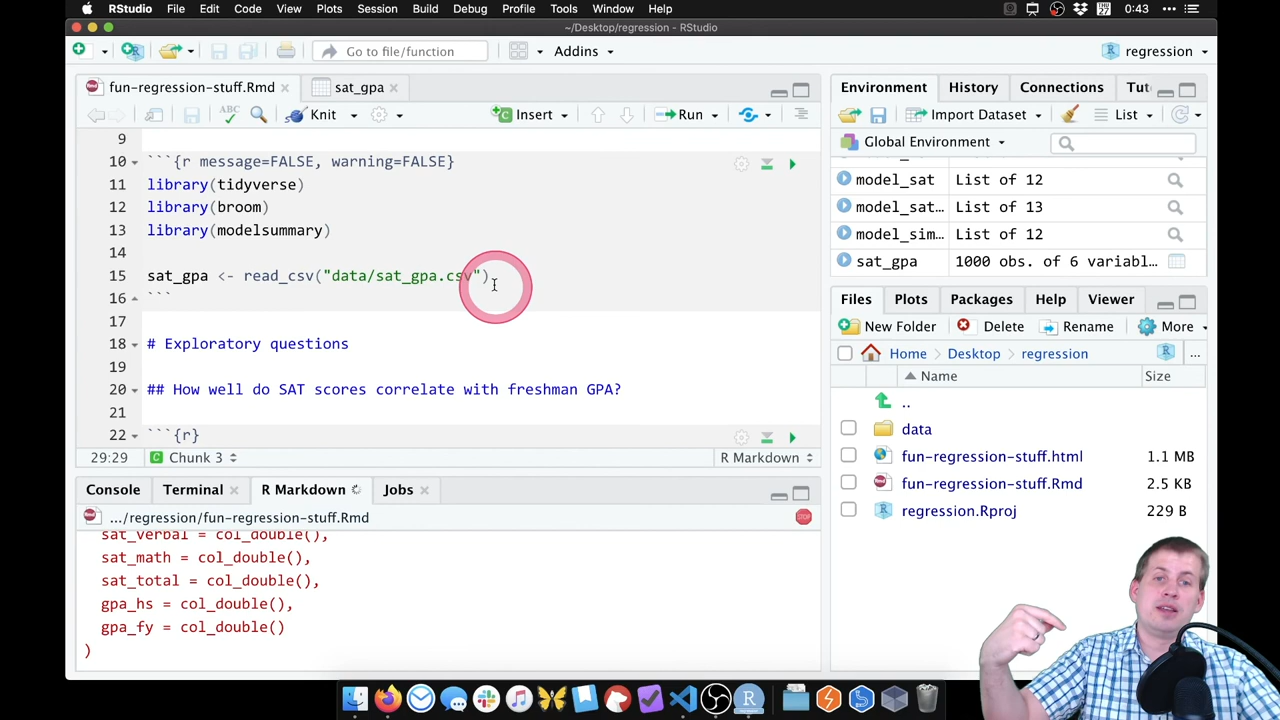 RStudio File Edit Code View Plots Session Build Debug Profile Tools Window Help THU 27 0:43
~/Desktop/regression - RStudio
Go to file/function Addins regression
fun-regression-stuff.Rmd sat_gpa
ABC Knit Insert Run
9
10 ```{r message=FALSE, warning=FALSE}
11 library(tidyverse)
12 library(broom)
13 library(modelsummary)
14
15 sat_gpa <- read_csv("data/sat_gpa.csv")
16 ```
17
18 # Exploratory questions
19
20 ## How well do SAT scores correlate with freshman GPA?
21
22 ```{r}
29:29 Chunk 3 R Markdown
Console Terminal R Markdown Jobs
.../regression/fun-regression-stuff.Rmd
STOP
sat_verbal = col_double(),
sat_math = col_double(),
sat_total = col_double(),
gpa_hs = col_double(),
gpa_fy = col_double()
)
Environment History Connections Tut
Import Dataset List
Global Environment
model_sat List of 12
model_sat… List of 13
model_sim… List of 12
sat_gpa 1000 obs. of 6 variabl…
Files Plots Packages Help Viewer
New Folder Delete Rename More
Home Desktop regression ...
Name Size
..
data
fun-regression-stuff.html 1.1 MB
fun-regression-stuff.Rmd 2.5 KB
regression.Rproj 229 B